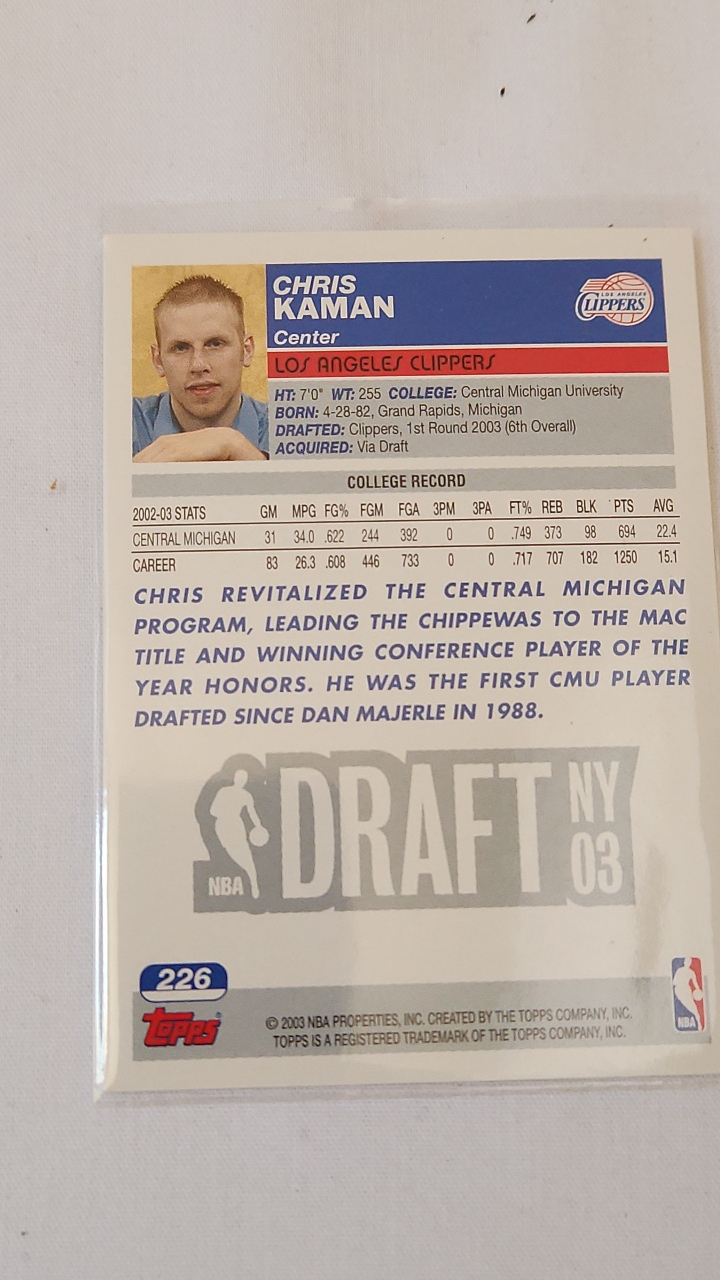 CHRIS
KAMAN
Center
LOS ANGELES CLIPPERS
LOS ANGELES
CLIPPERS
HT: 7'0" WT: 255 COLLEGE: Central Michigan University
BORN: 4-28-82, Grand Rapids, Michigan
DRAFTED: Clippers, 1st Round 2003 (6th Overall)
ACQUIRED: Via Draft
COLLEGE RECORD
2002-03 STATS GM MPG FG% FGM FGA 3PM 3PA FT% REB BLK PTS AVG
CENTRAL MICHIGAN 31 34.0 .622 244 392 0 0 .749 373 98 694 22.4
CAREER 83 26.3 .608 446 733 0 0 .717 707 182 1250 15.1
CHRIS REVITALIZED THE CENTRAL MICHIGAN
PROGRAM, LEADING THE CHIPPEWAS TO THE MAC
TITLE AND WINNING CONFERENCE PLAYER OF THE
YEAR HONORS. HE WAS THE FIRST CMU PLAYER
DRAFTED SINCE DAN MAJERLE IN 1988.
NBA DRAFT NY
03
226
Topps®
© 2003 NBA PROPERTIES, INC. CREATED BY THE TOPPS COMPANY, INC.
TOPPS IS A REGISTERED TRADEMARK OF THE TOPPS COMPANY, INC.
NBA